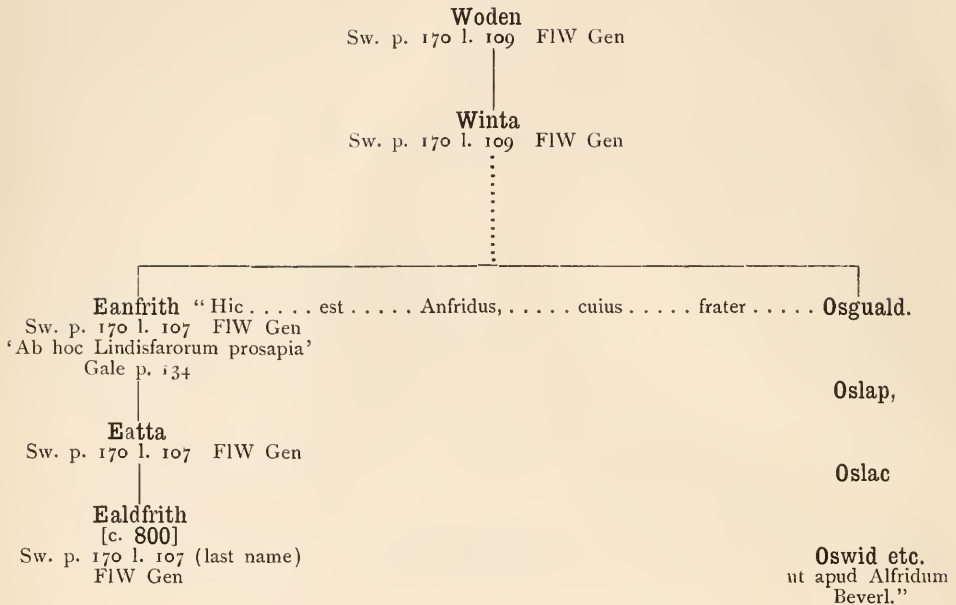 Woden
Sw. p. 170 l. 109 FlW Gen
Winta
Sw. p. 170 l. 109 FlW Gen
Eanfrith “ Hic . . . . . est . . . . . Anfridus, . . . . . cuius . . . . . frater . . . . . Osguald.
Sw. p. 170 l. 107 FlW Gen
‘Ab hoc Lindisfarorum prosapia’
Gale p. 134
Oslap,
Eatta
Sw. p. 170 l. 107 FlW Gen
Oslac
Ealdfrith
[c. 800]
Sw. p. 170 l. 107 (last name)
FlW Gen
Oswid etc.
ut apud Alfridum
Beverl.”